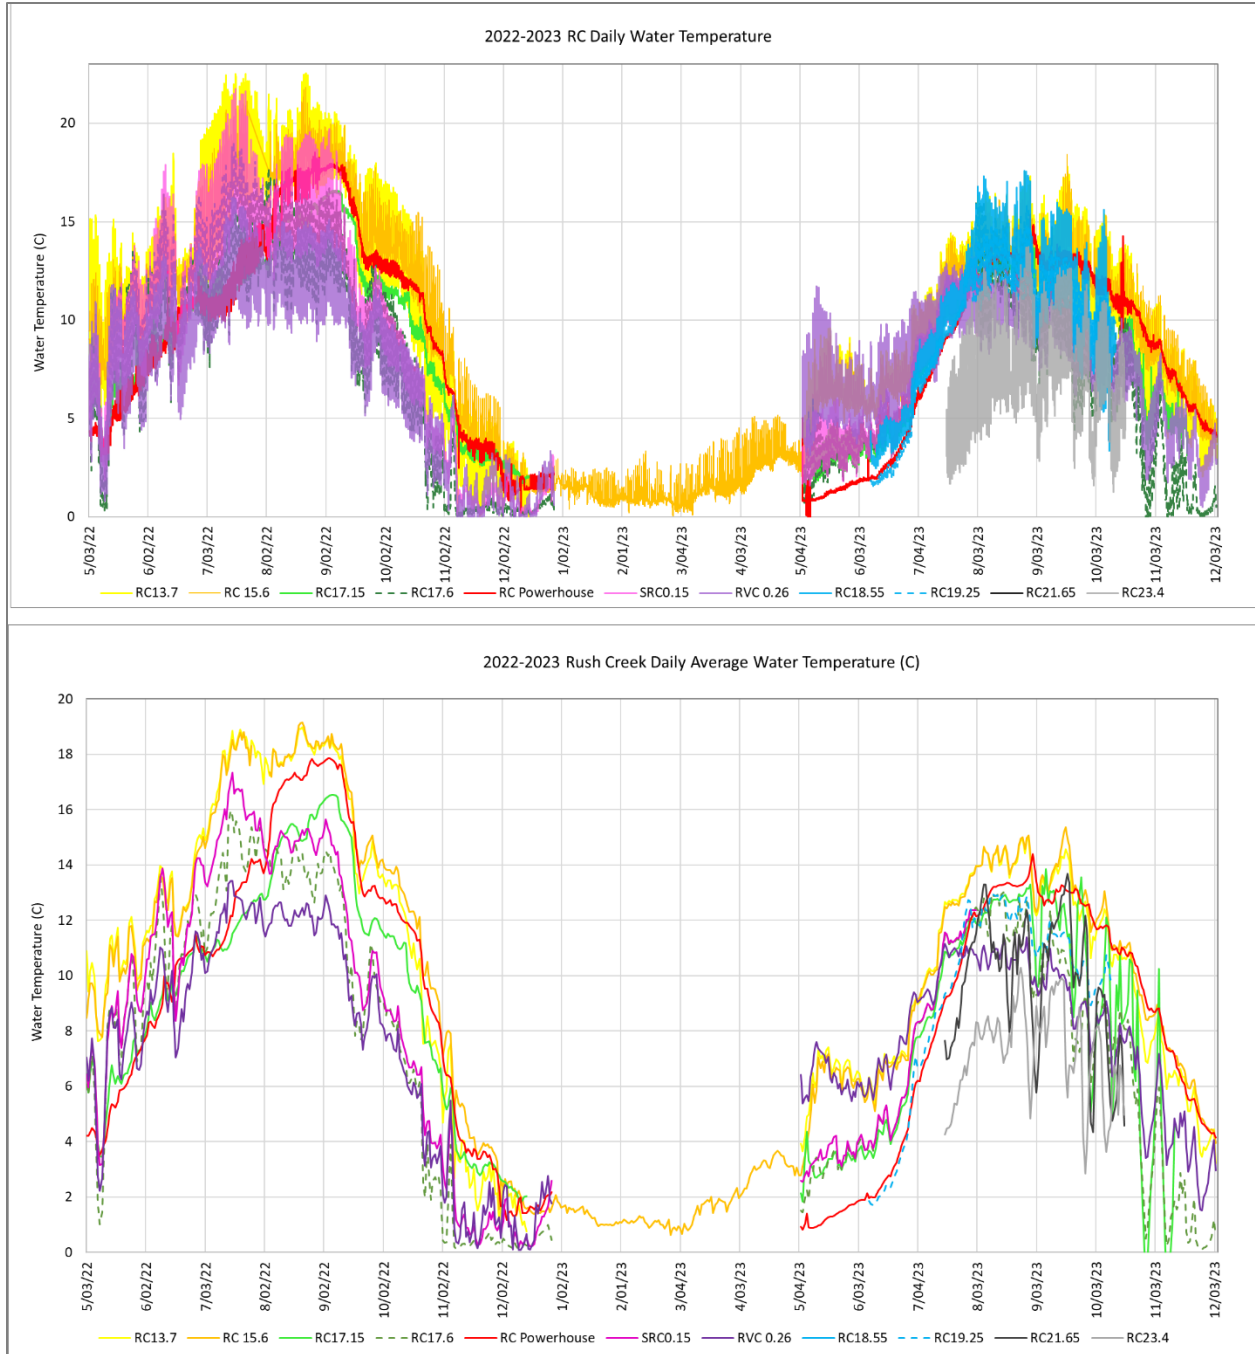 2022-2023 RC Daily Water Temperature
Water Temperature (C)
20
15
10
5
0
5/03/22 6/02/22 7/03/22 8/02/22 9/02/22 10/02/22 11/02/22 12/02/22 1/02/23 2/01/23 3/04/23 4/03/23 5/04/23 6/03/23 7/04/23 8/03/23 9/03/23 10/03/23 11/03/23 12/03/23
RC13.7 RC 15.6 RC17.15 RC17.6 RC Powerhouse SRC0.15 RVC 0.26 RC18.55 RC19.25 RC21.65 RC23.4
2022-2023 Rush Creek Daily Average Water Temperature (C)
Water Temperature (C)
20
18
16
14
12
10
8
6
4
2
0
5/03/22 6/02/22 7/03/22 8/02/22 9/02/22 10/02/22 11/02/22 12/02/22 1/02/23 2/01/23 3/04/23 4/03/23 5/04/23 6/03/23 7/04/23 8/03/23 9/03/23 10/03/23 11/03/23 12/03/23
RC13.7 RC 15.6 RC17.15 RC17.6 RC Powerhouse SRC0.15 RVC 0.26 RC18.55 RC19.25 RC21.65 RC23.4